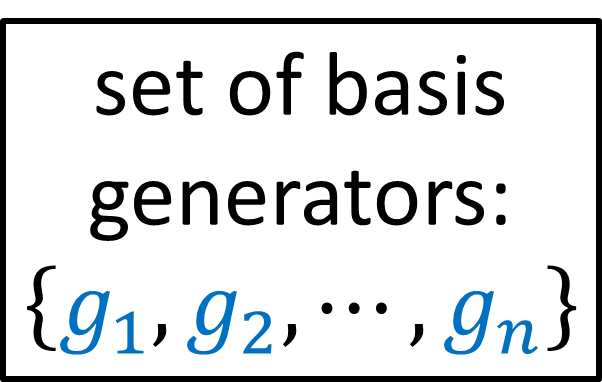 set of basis
generators:
{g₁, g₂, ⋯ , gₙ}